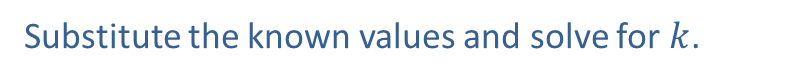 Substitute the known values and solve for k.